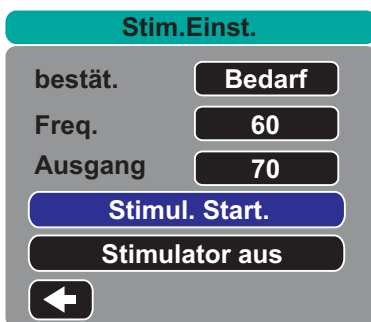 Stim.Einst.
bestät. Bedarf
Freq. 60
Ausgang 70
Stimul. Start.
Stimulator aus